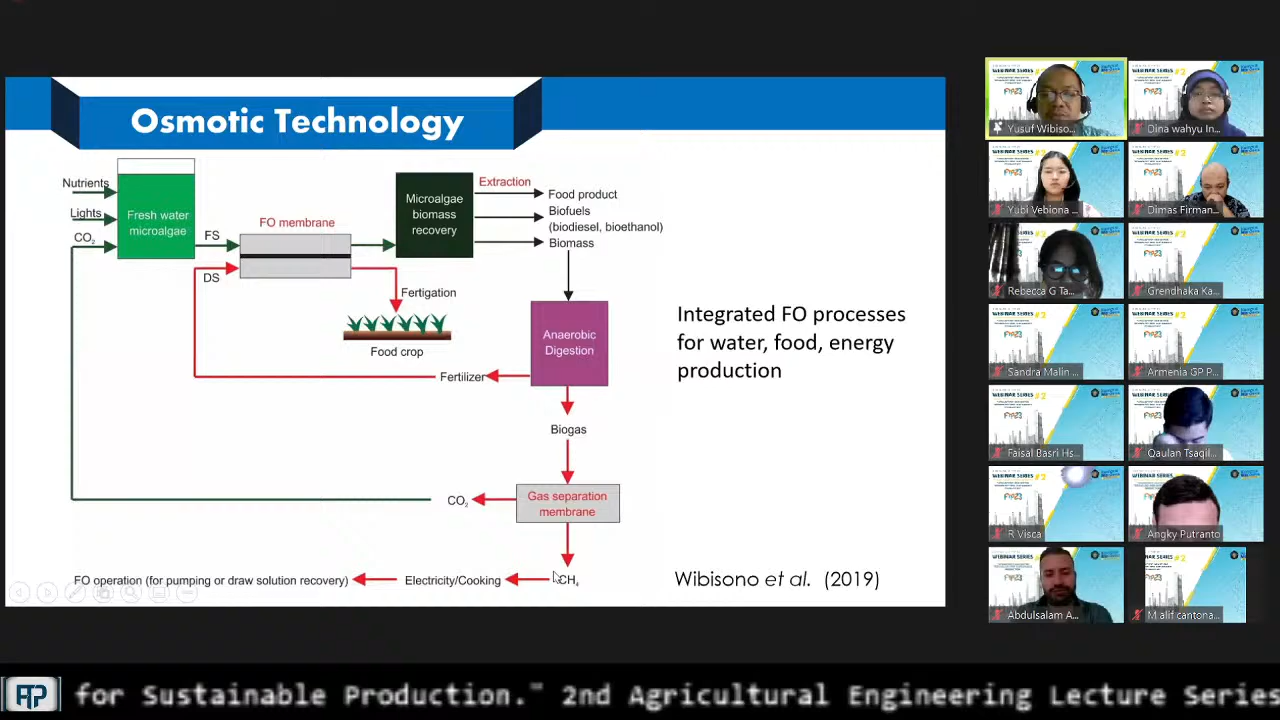 Osmotic Technology
Nutrients
Lights
CO₂
Fresh water
microalgae
FS
DS
FO membrane
Microalgae
biomass
recovery
Extraction
Food product
Biofuels
(biodiesel, bioethanol)
Biomass
Fertigation
Food crop
Anaerobic
Digestion
Fertilizer
Biogas
Gas separation
membrane
CO₂
CH₄
Electricity/Cooking
FO operation (for pumping or draw solution recovery)
Integrated FO processes
for water, food, energy
production
Wibisono et al. (2019)
WEBINAR SERIES #2
Yusuf Wibiso...
Dina wahyu In...
Yubi Vebiona ...
Dimas Firman...
Rebecca G Ta...
Grendhaka Ka...
Sandra Malin ...
Armenia GP P...
Faisal Basri Hs...
Qaulan Tsaqil...
R Visca
Angky Putranto
Abdulsalam A...
M alif cantona...
for Sustainable Production." 2nd Agricultural Engineering Lecture Series